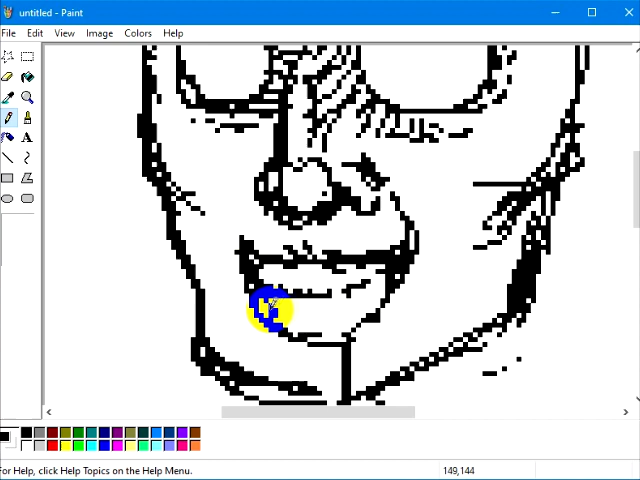 untitled - Paint
File Edit View Image Colors Help
A
For Help, click Help Topics on the Help Menu.
149,144